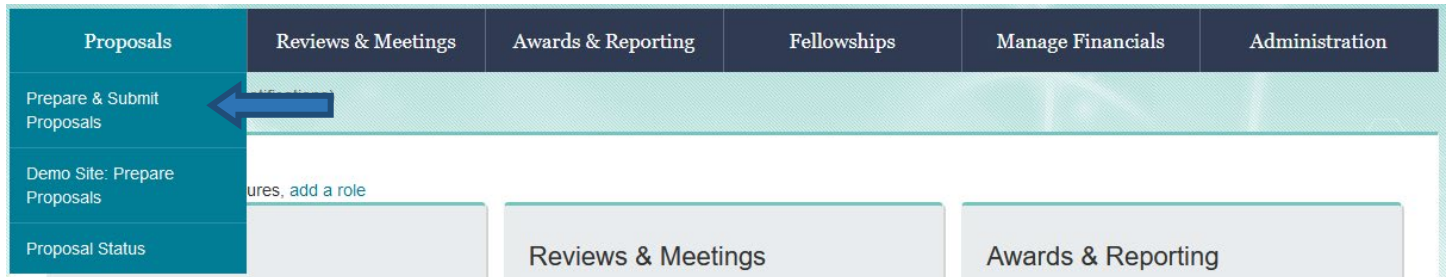 Proposals Reviews & Meetings Awards & Reporting Fellowships Manage Financials Administration
Prepare & Submit
Proposals
Demo Site: Prepare
Proposals
ures, add a role
Proposal Status
Reviews & Meetings Awards & Reporting